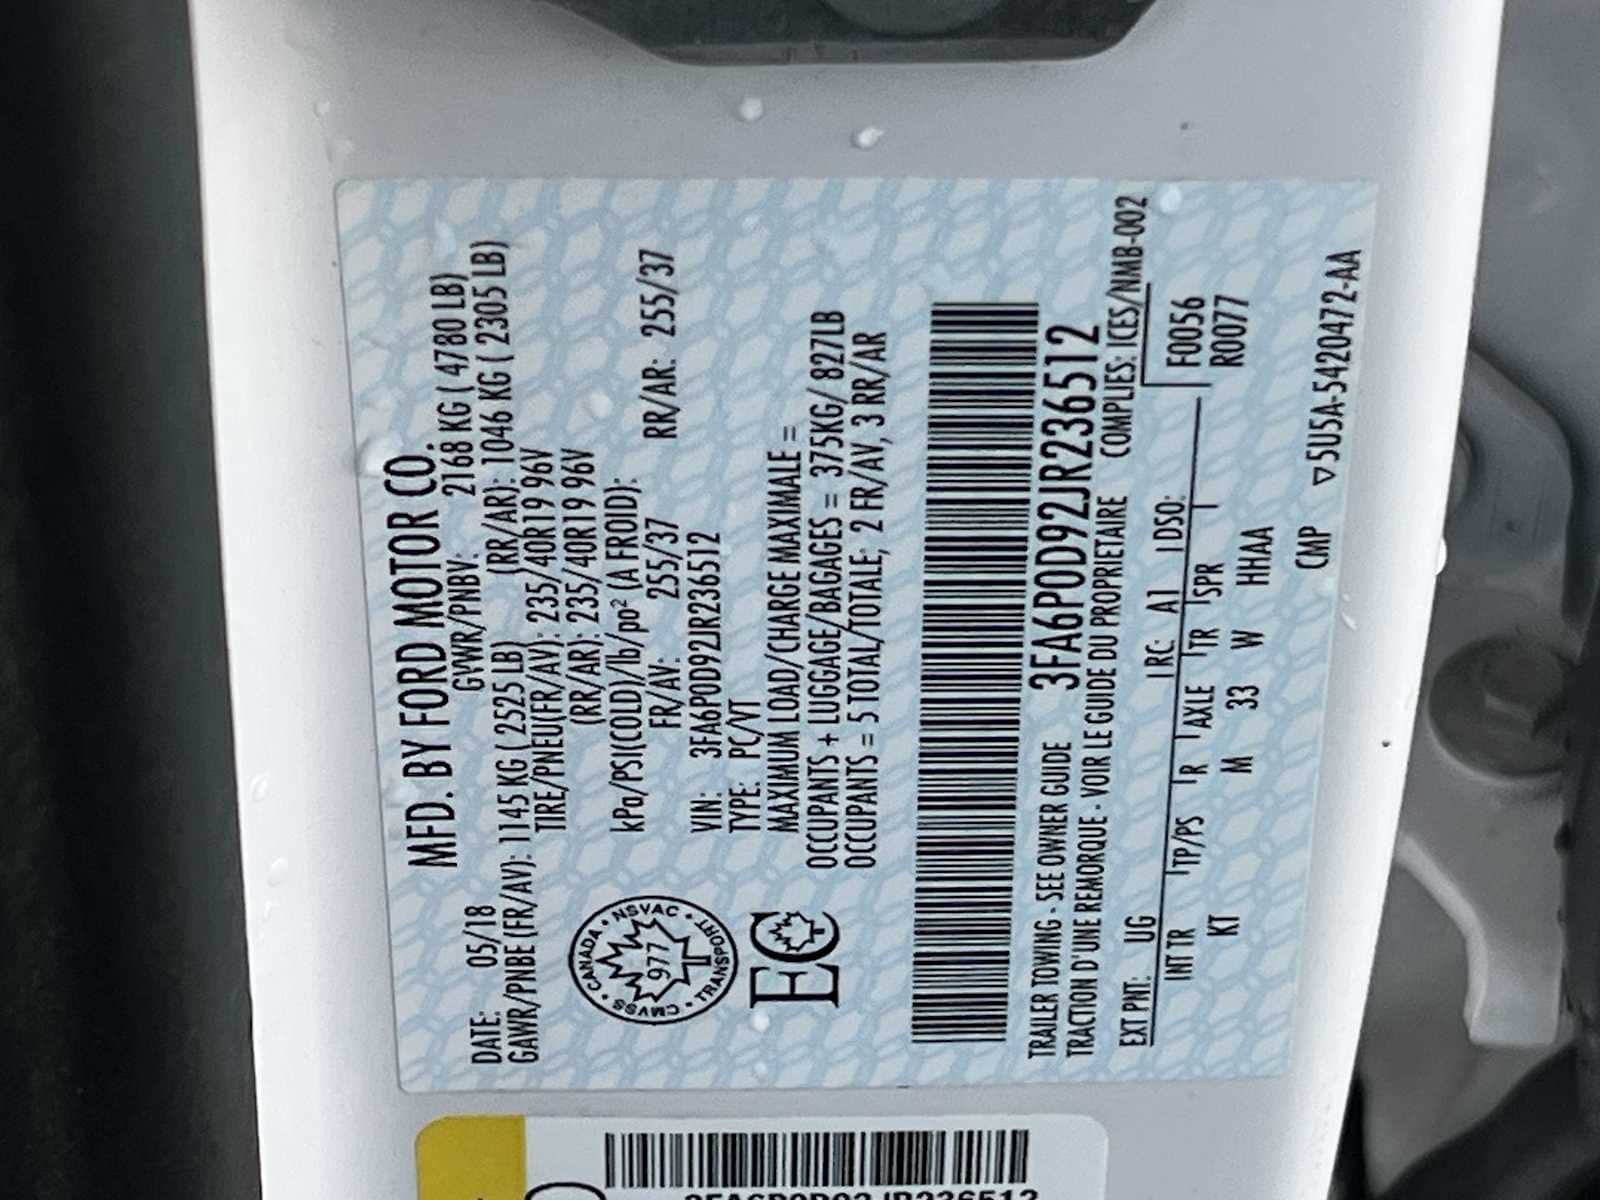 MFD. BY FORD MOTOR CO.
DATE: 05/18 GVWR/PNBV: 2168 KG ( 4780 LB)
GAWR/PNBE (FR/AV): 1145 KG ( 2525 LB) (RR/AR): 1046 KG ( 2305 LB)
TIRE/PNEU(FR/AV): 235/40R19 96V
(RR/AR): 235/40R19 96V
kPa/PSI(COLD)/lb/po² (A FROID):
FR/AV: 255/37 RR/AR: 255/37
VIN: 3FA6P0D92JR236512
TYPE: PC/VT
MAXIMUM LOAD/CHARGE MAXIMALE =
OCCUPANTS + LUGGAGE/BAGAGES = 375KG/ 827LB
OCCUPANTS = 5 TOTAL/TOTALE, 2 FR/AV, 3 RR/AR
CANADA • NSVAC • TRANSPORT • CMVSS •
977
EC
3FA6P0D92JR236512
TRAILER TOWING - SEE OWNER GUIDE
TRACTION D'UNE REMORQUE - VOIR LE GUIDE DU PROPRIETAIRE COMPLIES: ICES/NMB-002
EXT PNT: UG RC: A1 DSO: F0056
INT TR TP/PS R AXLE TR SPR R0077
KT M 33 W HHAA
CMP ▽5U5A-5420472-AA
3FA6P0D92JR236512